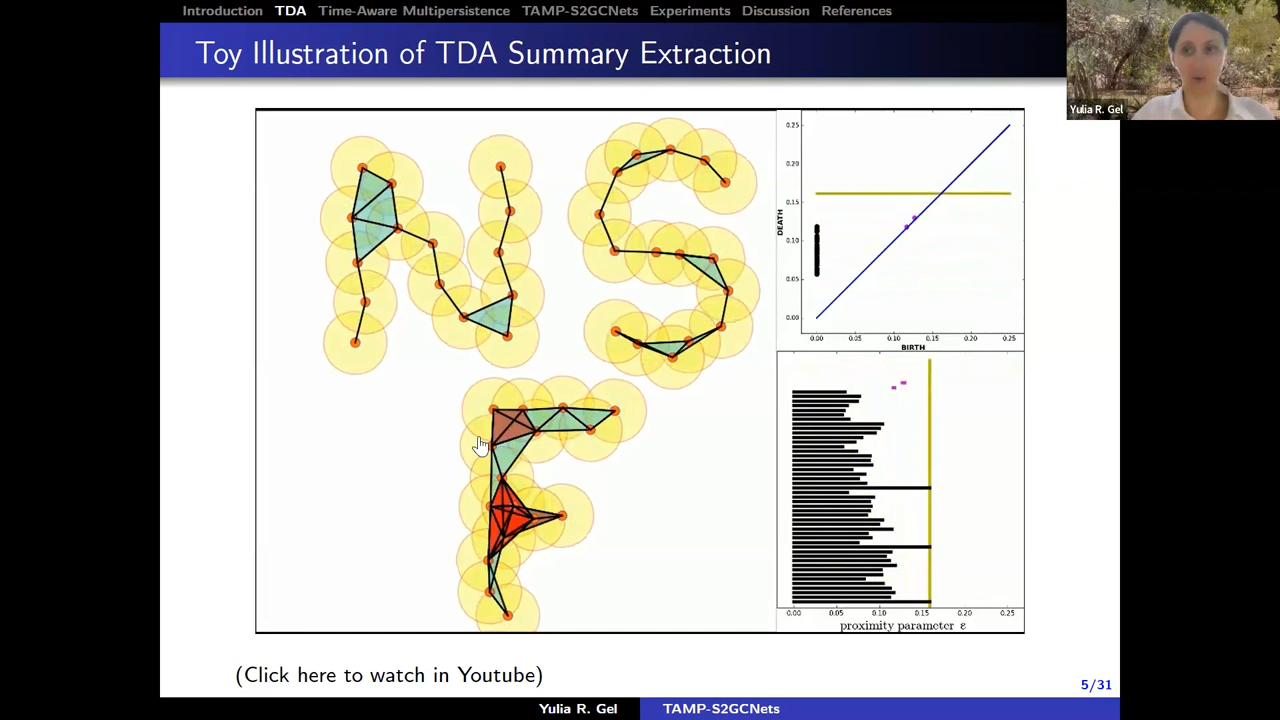 Introduction TDA Time-Aware Multipersistence TAMP-S2GCNets Experiments Discussion References
Toy Illustration of TDA Summary Extraction
Yulia R. Gel
0.25
0.20
0.15
0.10
0.05
0.00
DEATH
0.00 0.05 0.10 0.15 0.20 0.25
BIRTH
0.00 0.05 0.10 0.15 0.20 0.25
proximity parameter ε
(Click here to watch in Youtube)
5/31
Yulia R. Gel TAMP-S2GCNets